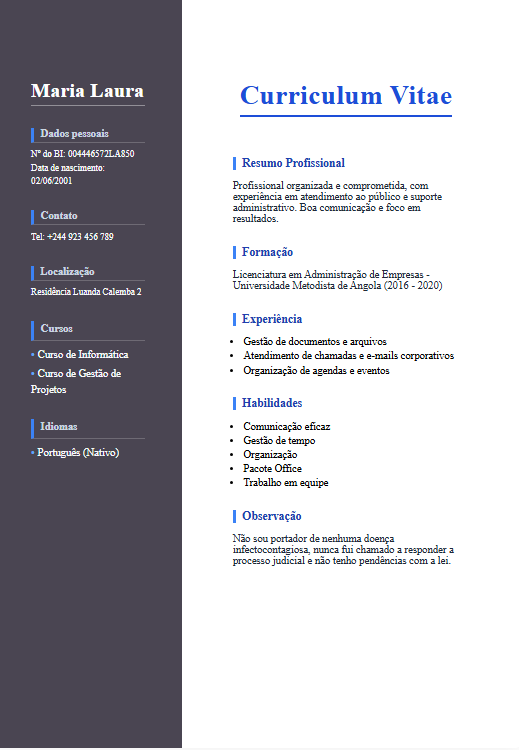 Maria Laura
Dados pessoais
Nº do BI: 004446572LA850
Data de nascimento:
02/06/2001
Contato
Tel: +244 923 456 789
Localização
Residência Luanda Calemba 2
Cursos
• Curso de Informática
• Curso de Gestão de
Projetos
Idiomas
• Português (Nativo)
Curriculum Vitae
Resumo Profissional
Profissional organizada e comprometida, com
experiência em atendimento ao público e suporte
administrativo. Boa comunicação e foco em
resultados.
Formação
Licenciatura em Administração de Empresas -
Universidade Metodista de Angola (2016 - 2020)
Experiência
• Gestão de documentos e arquivos
• Atendimento de chamadas e e-mails corporativos
• Organização de agendas e eventos
Habilidades
• Comunicação eficaz
• Gestão de tempo
• Organização
• Pacote Office
• Trabalho em equipe
Observação
Não sou portador de nenhuma doença
infectocontagiosa, nunca fui chamado a responder a
processo judicial e não tenho pendências com a lei.